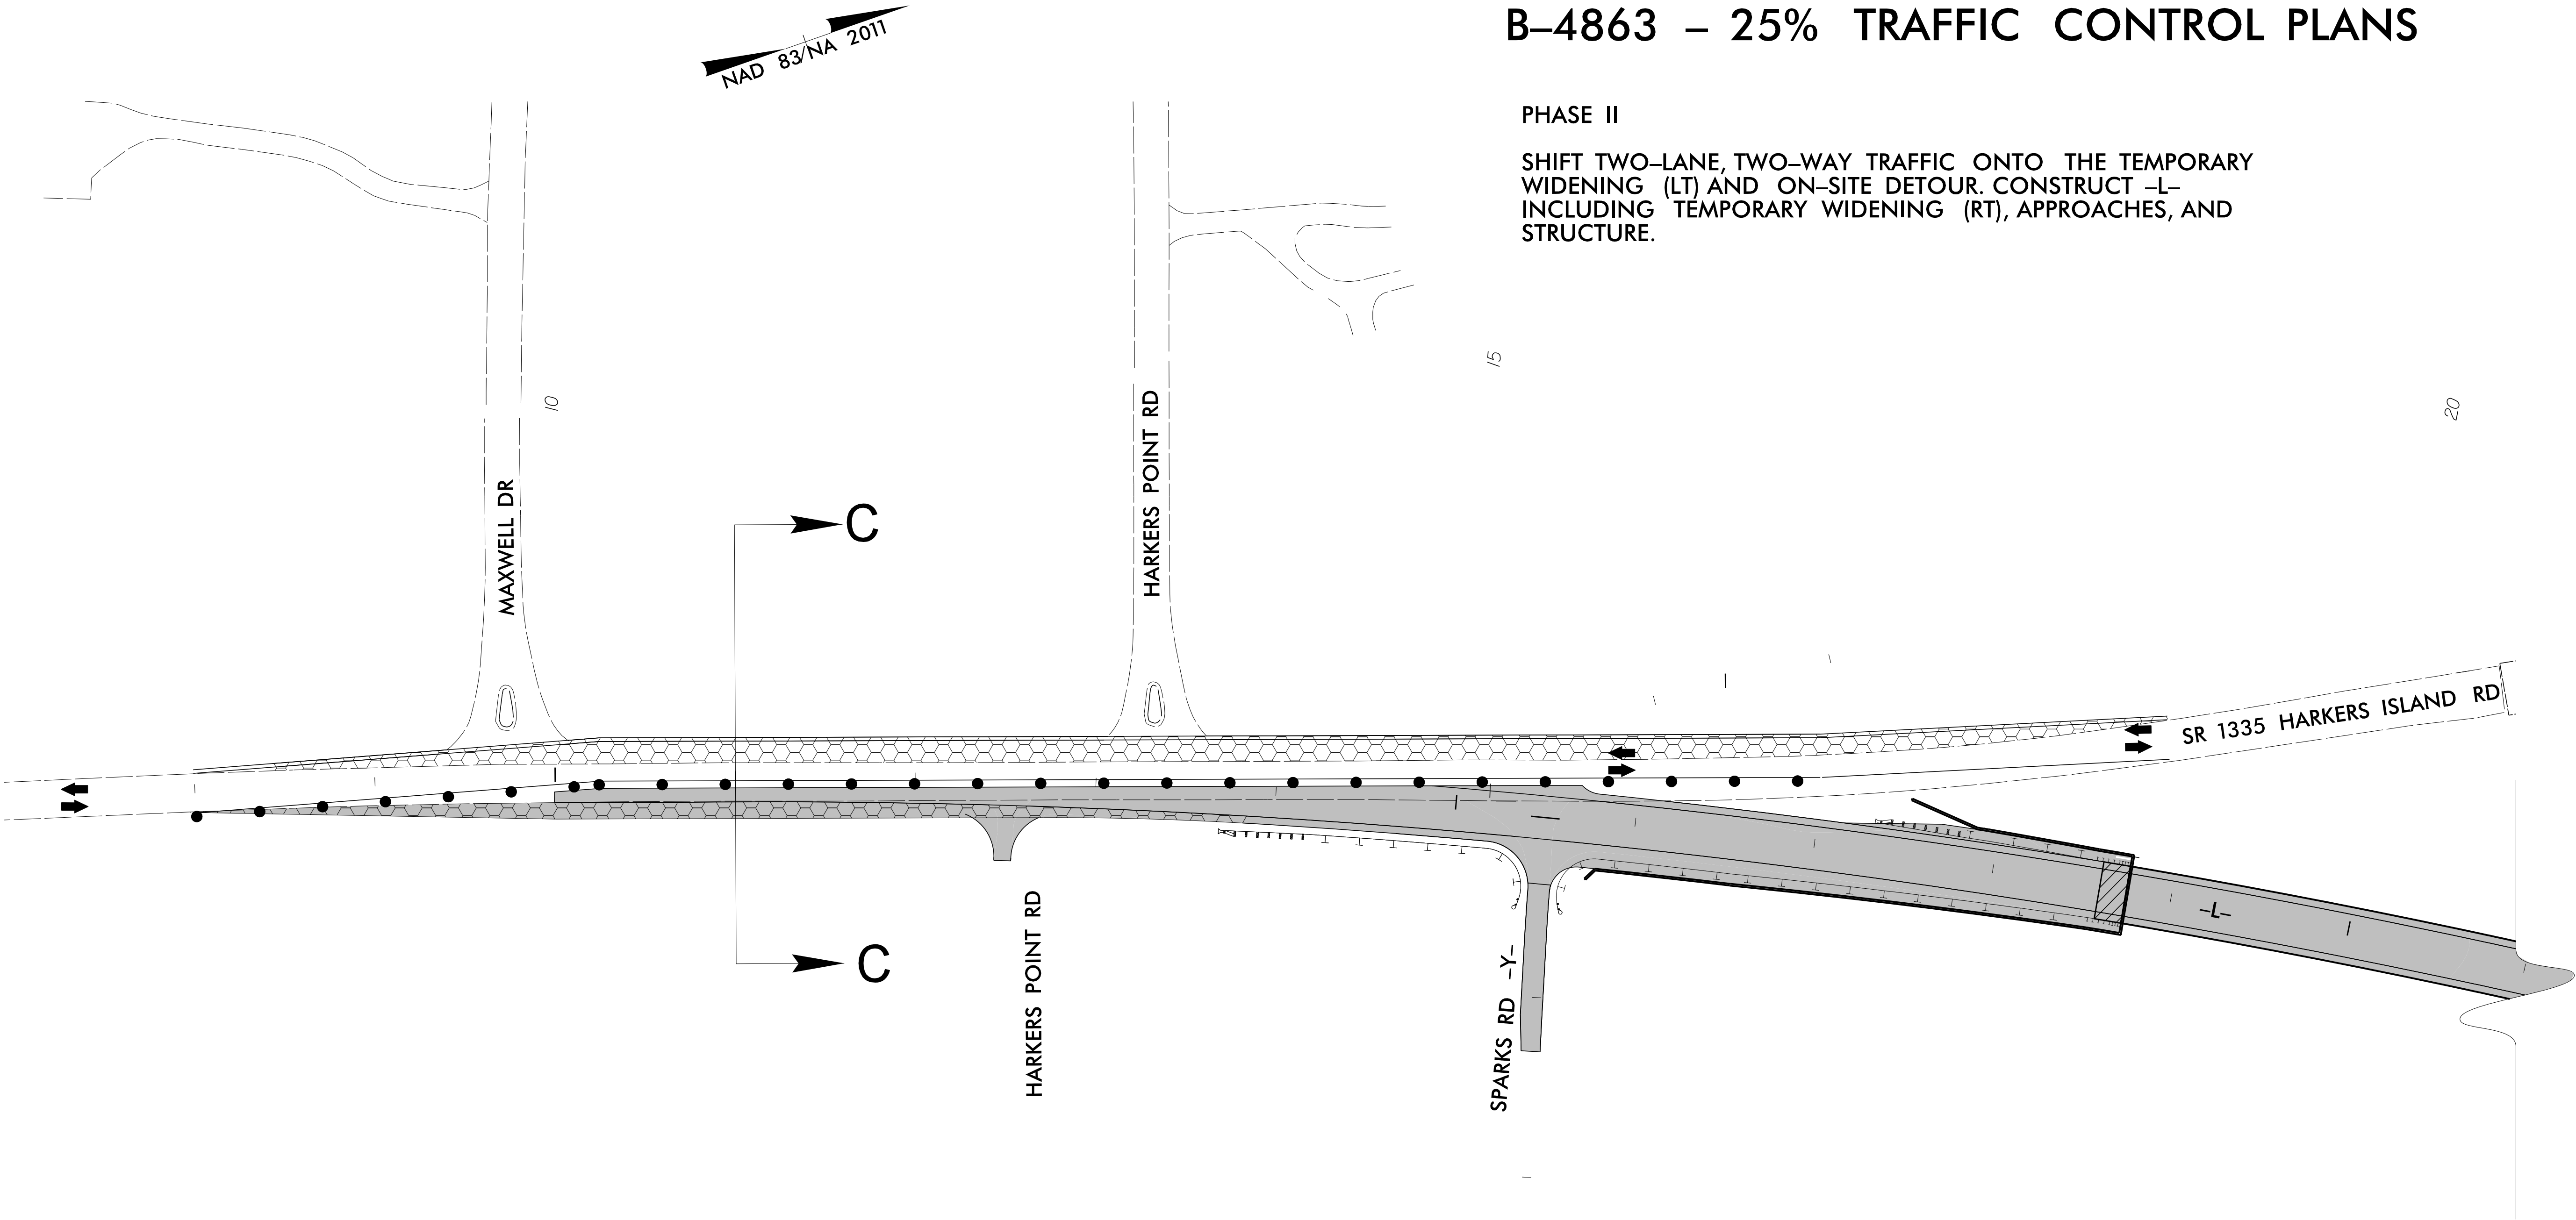 B–4863 – 25% TRAFFIC CONTROL PLANS
NAD 83/NA 2011
PHASE II
SHIFT TWO–LANE, TWO–WAY TRAFFIC ONTO THE TEMPORARY
WIDENING (LT) AND ON–SITE DETOUR. CONSTRUCT –L–
INCLUDING TEMPORARY WIDENING (RT), APPROACHES, AND
STRUCTURE.
15
10
20
MAXWELL DR
HARKERS POINT RD
C
SR 1335 HARKERS ISLAND RD
–L–
C
HARKERS POINT RD
SPARKS RD –Y–